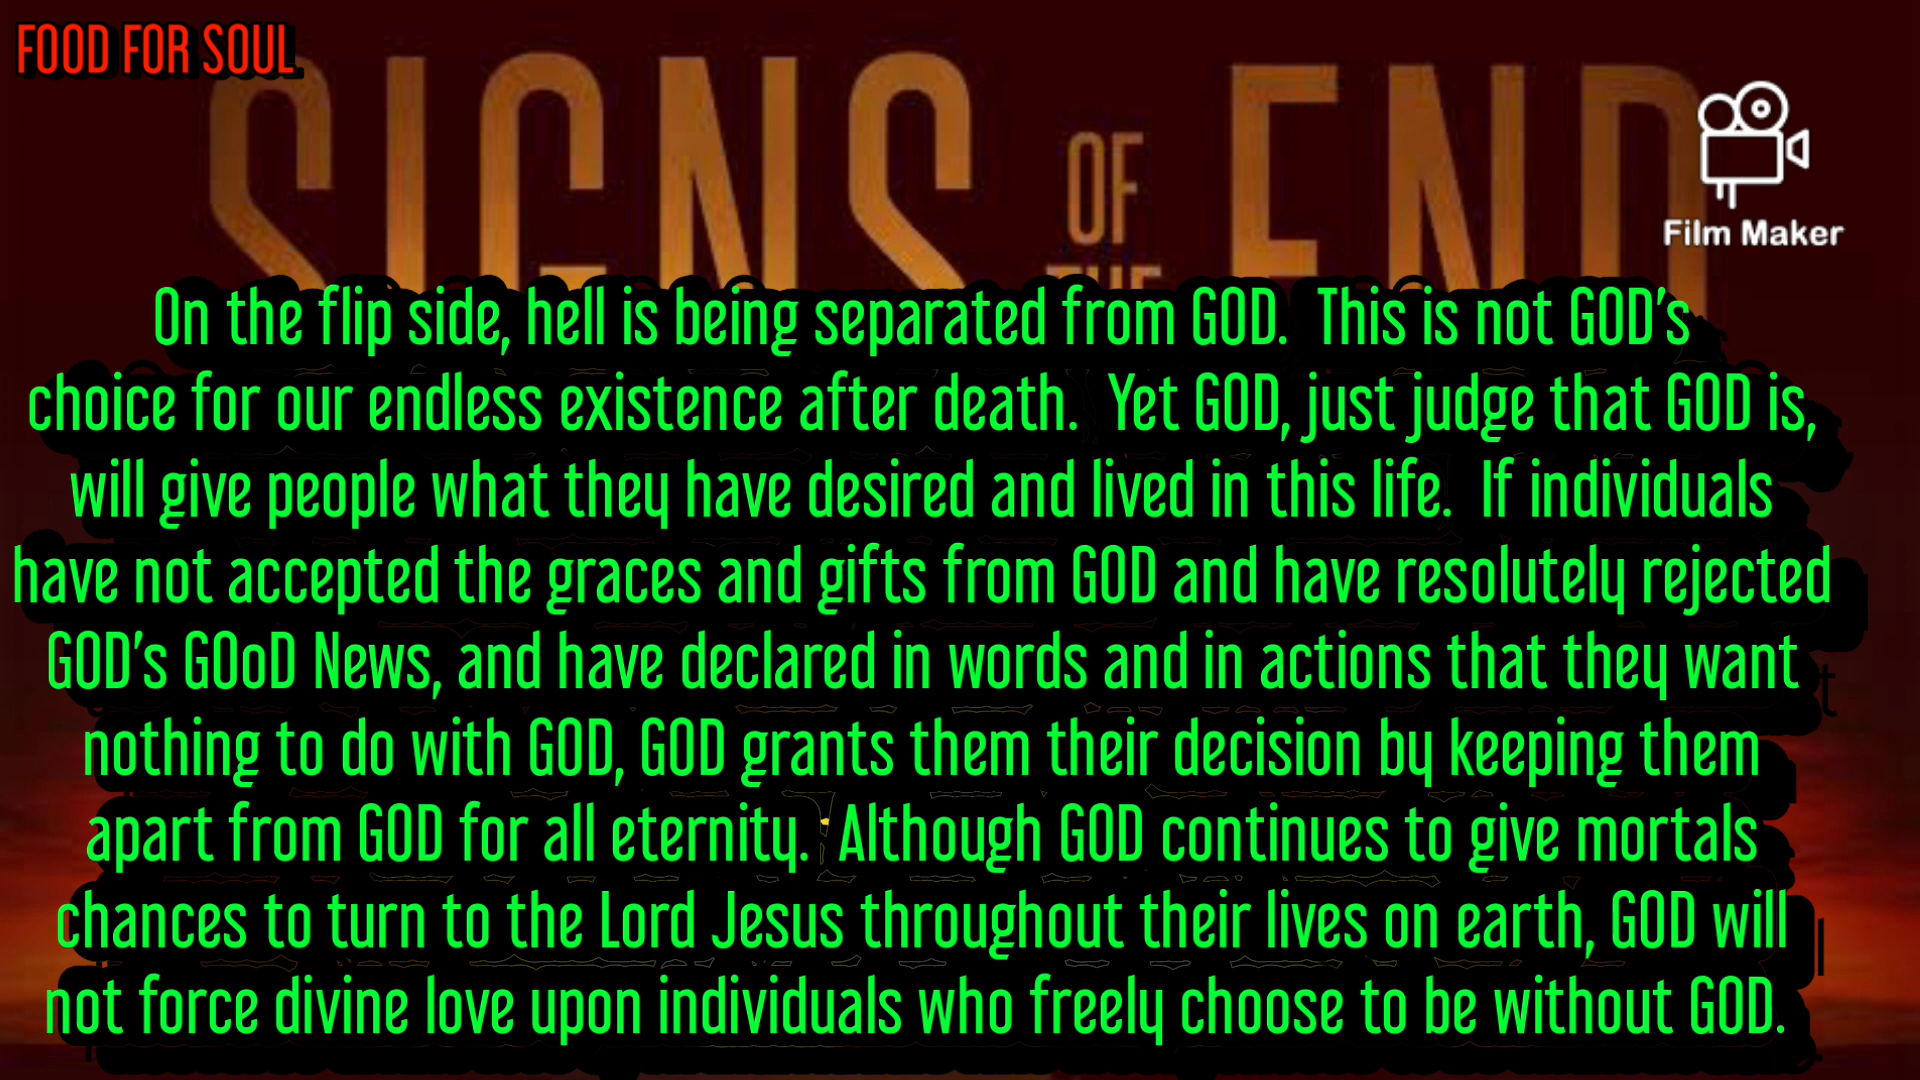 FOOD FOR SOUL
SIGNS OF THE END
Film Maker
On the flip side, hell is being separated from GOD. This is not GOD's
choice for our endless existence after death. Yet GOD, just judge that GOD is,
will give people what they have desired and lived in this life. If individuals
have not accepted the graces and gifts from GOD and have resolutely rejected
GOD's GOoD News, and have declared in words and in actions that they want
nothing to do with GOD, GOD grants them their decision by keeping them
apart from GOD for all eternity. Although GOD continues to give mortals
chances to turn to the Lord Jesus throughout their lives on earth, GOD will
not force divine love upon individuals who freely choose to be without GOD.